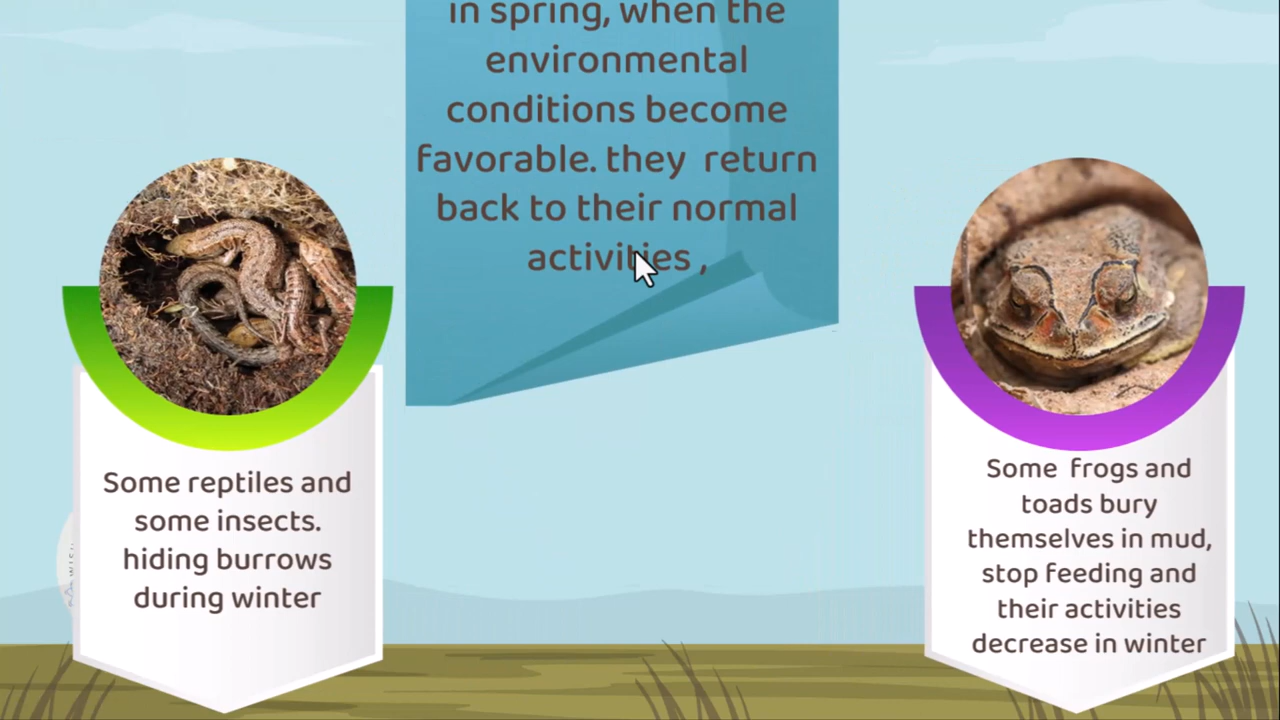 in spring, when the
environmental
conditions become
favorable. they return
back to their normal
activities ,
Some reptiles and
some insects.
hiding burrows
during winter
Some frogs and
toads bury
themselves in mud,
stop feeding and
their activities
decrease in winter